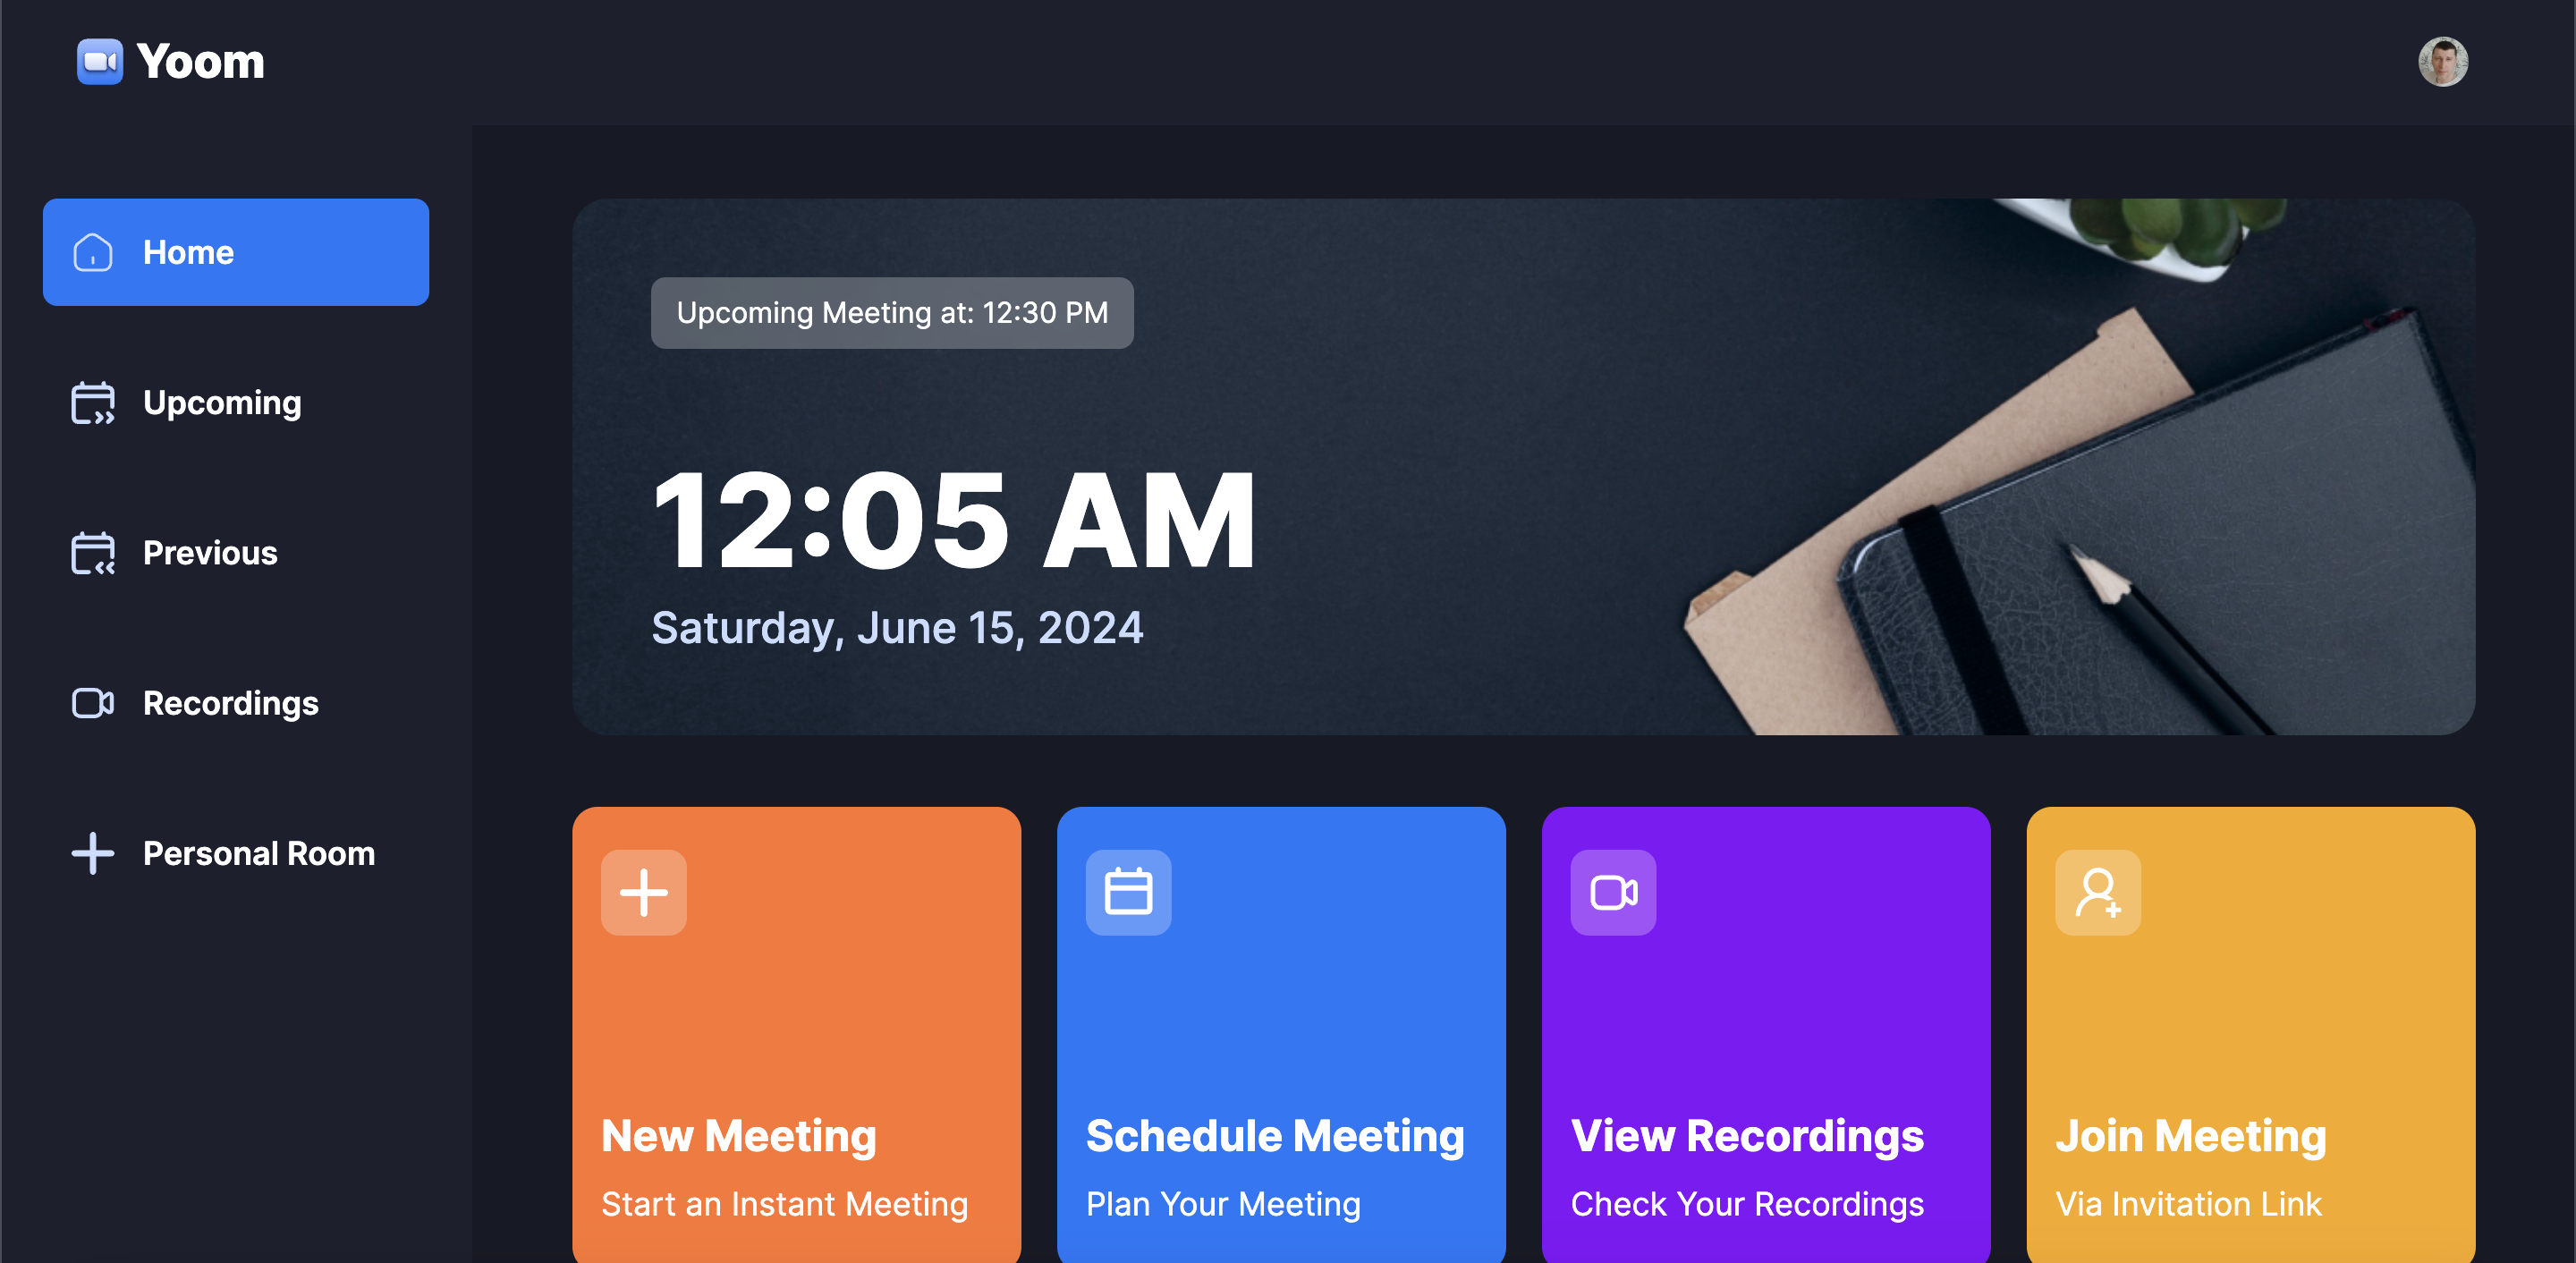 Yoom
Home
Upcoming
Previous
Recordings
Personal Room
Upcoming Meeting at: 12:30 PM
12:05 AM
Saturday, June 15, 2024
New Meeting
Start an Instant Meeting
Schedule Meeting
Plan Your Meeting
View Recordings
Check Your Recordings
Join Meeting
Via Invitation Link